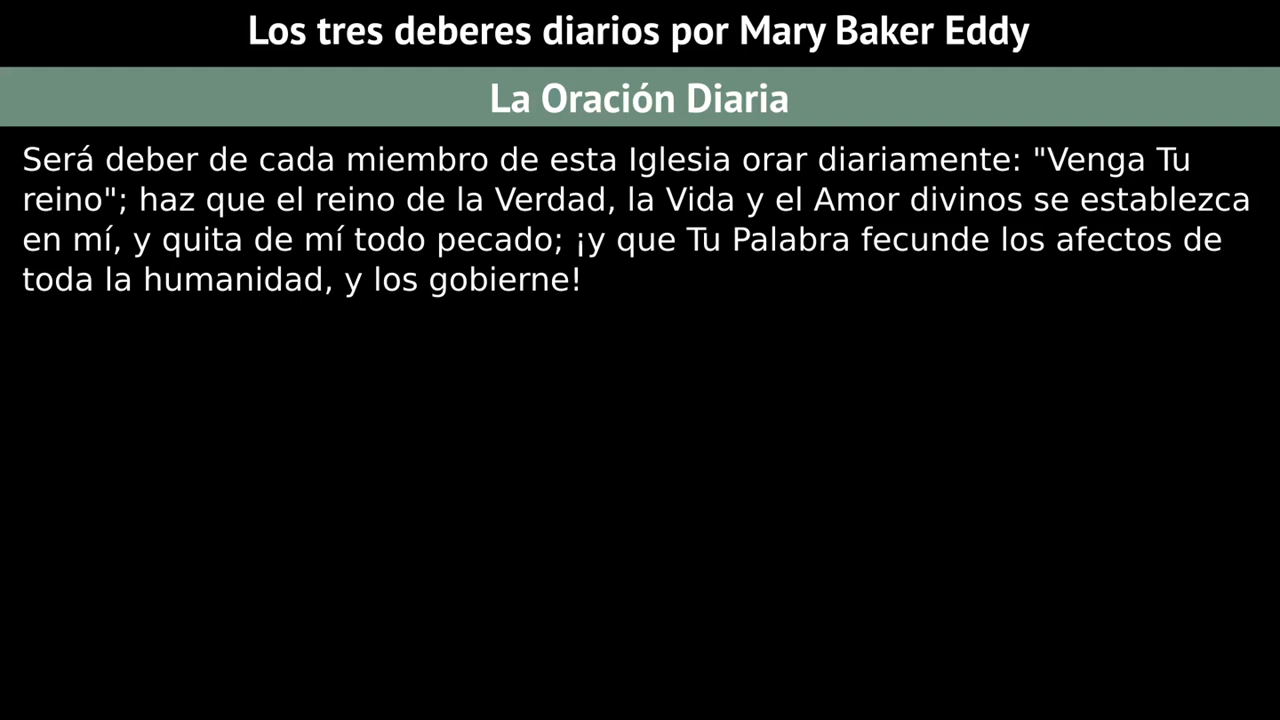 Los tres deberes diarios por Mary Baker Eddy
La Oración Diaria
Será deber de cada miembro de esta Iglesia orar diariamente: "Venga Tu
reino"; haz que el reino de la Verdad, la Vida y el Amor divinos se establezca
en mí, y quita de mí todo pecado; ¡y que Tu Palabra fecunde los afectos de
toda la humanidad, y los gobierne!